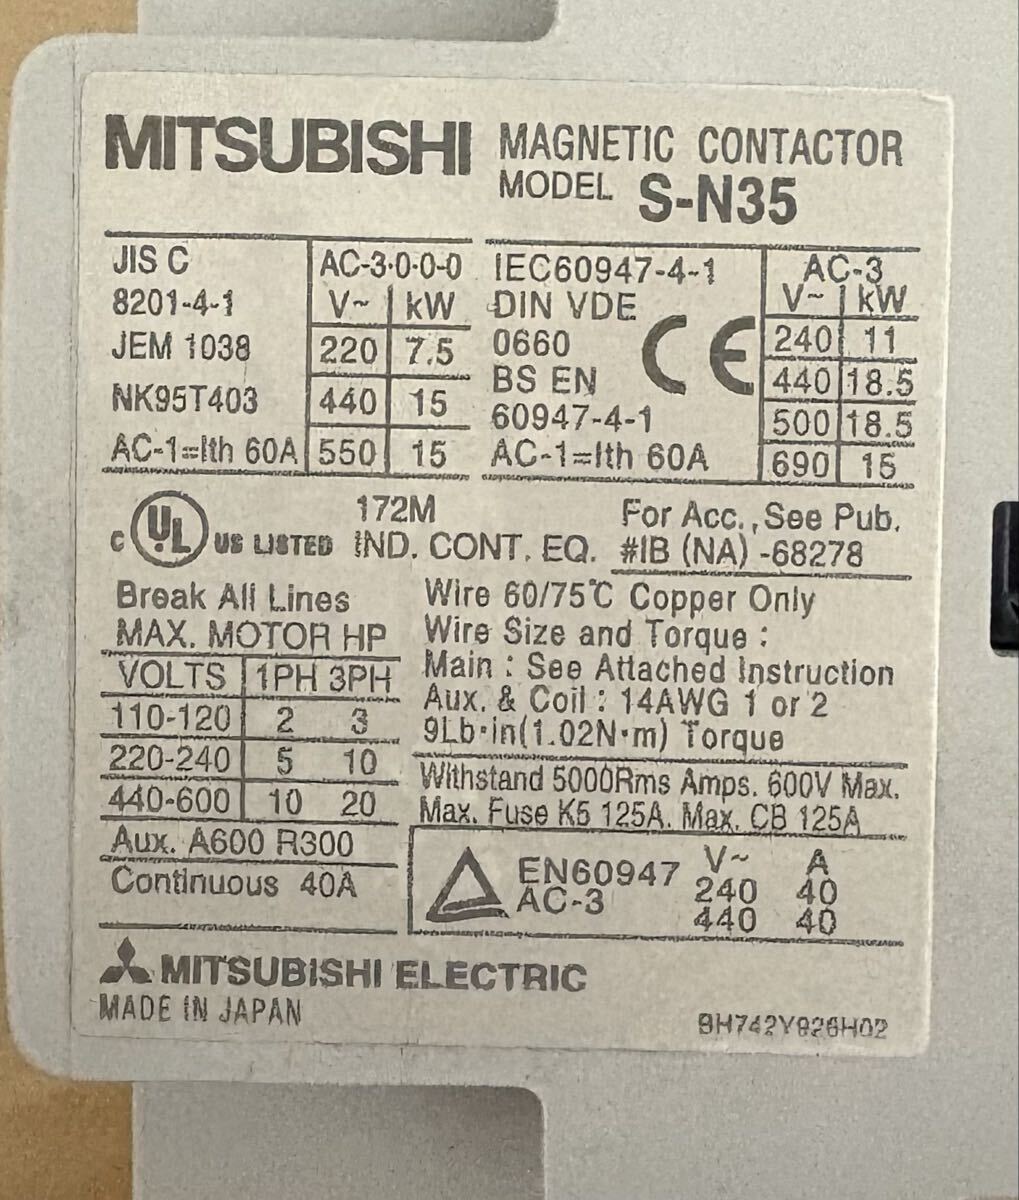 MITSUBISHI MAGNETIC CONTACTOR
MODEL S-N35
JIS C
8201-4-1
JEM 1038
NK95T403
AC-1=Ith 60A
AC-3·0-0-0
V~ kW
220 7.5
440 15
550 15
IEC60947-4-1
DIN VDE
0660
BS EN
60947-4-1
AC-1=Ith 60A
CE
AC-3
V~ kW
240 11
440 18.5
500 18.5
690 15
C UL US LISTED
172M
IND. CONT. EQ.
For Acc., See Pub.
#IB (NA) -68278
Break All Lines
MAX. MOTOR HP
VOLTS 1PH 3PH
110-120 2 3
220-240 5 10
440-600 10 20
Aux. A600 R300
Continuous 40A
Wire 60/75℃ Copper Only
Wire Size and Torque :
Main : See Attached Instruction
Aux. & Coil : 14AWG 1 or 2
9Lb·in(1.02N·m) Torque
Withstand 5000Rms Amps. 600V Max.
Max. Fuse K5 125A. Max. CB 125A
EN60947
AC-3
V~ A
240 40
440 40
MITSUBISHI ELECTRIC
MADE IN JAPAN
BH742Y826H02